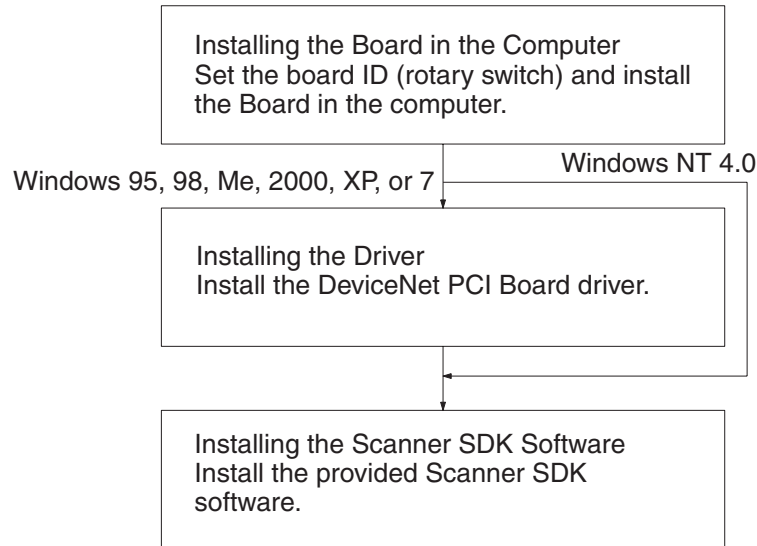 Installing the Board in the Computer
Set the board ID (rotary switch) and install
the Board in the computer.
Windows NT 4.0
Windows 95, 98, Me, 2000, XP, or 7
Installing the Driver
Install the DeviceNet PCI Board driver.
Installing the Scanner SDK Software
Install the provided Scanner SDK
software.